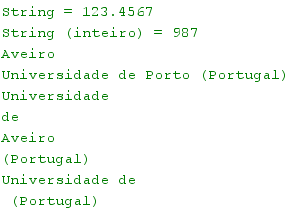 String = 123.4567
String (inteiro) = 987
Aveiro
Universidade de Porto (Portugal)
Universidade
de
Aveiro
(Portugal)
Universidade de
 (Portugal)